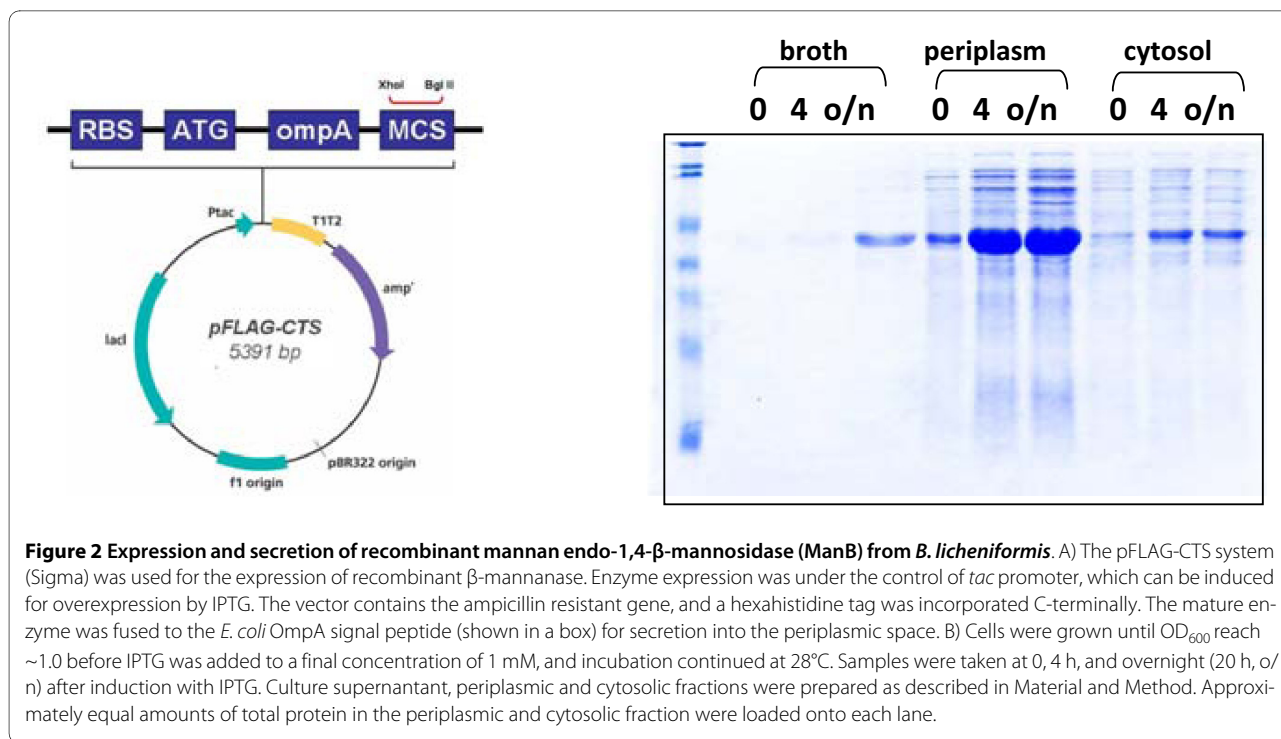 XhoI Bgl II
RBS ATG ompA MCS
Ptac
T1T2
amp'
lacI
pFLAG-CTS
5391 bp
pBR322 origin
f1 origin
broth periplasm cytosol
0 4 o/n 0 4 o/n 0 4 o/n
Figure 2 Expression and secretion of recombinant mannan endo-1,4-β-mannosidase (ManB) from B. licheniformis. A) The pFLAG-CTS system
(Sigma) was used for the expression of recombinant β-mannanase. Enzyme expression was under the control of tac promoter, which can be induced
for overexpression by IPTG. The vector contains the ampicillin resistant gene, and a hexahistidine tag was incorporated C-terminally. The mature en-
zyme was fused to the E. coli OmpA signal peptide (shown in a box) for secretion into the periplasmic space. B) Cells were grown until OD600 reach
~1.0 before IPTG was added to a final concentration of 1 mM, and incubation continued at 28°C. Samples were taken at 0, 4 h, and overnight (20 h, o/
n) after induction with IPTG. Culture supernantant, periplasmic and cytosolic fractions were prepared as described in Material and Method. Approxi-
mately equal amounts of total protein in the periplasmic and cytosolic fraction were loaded onto each lane.